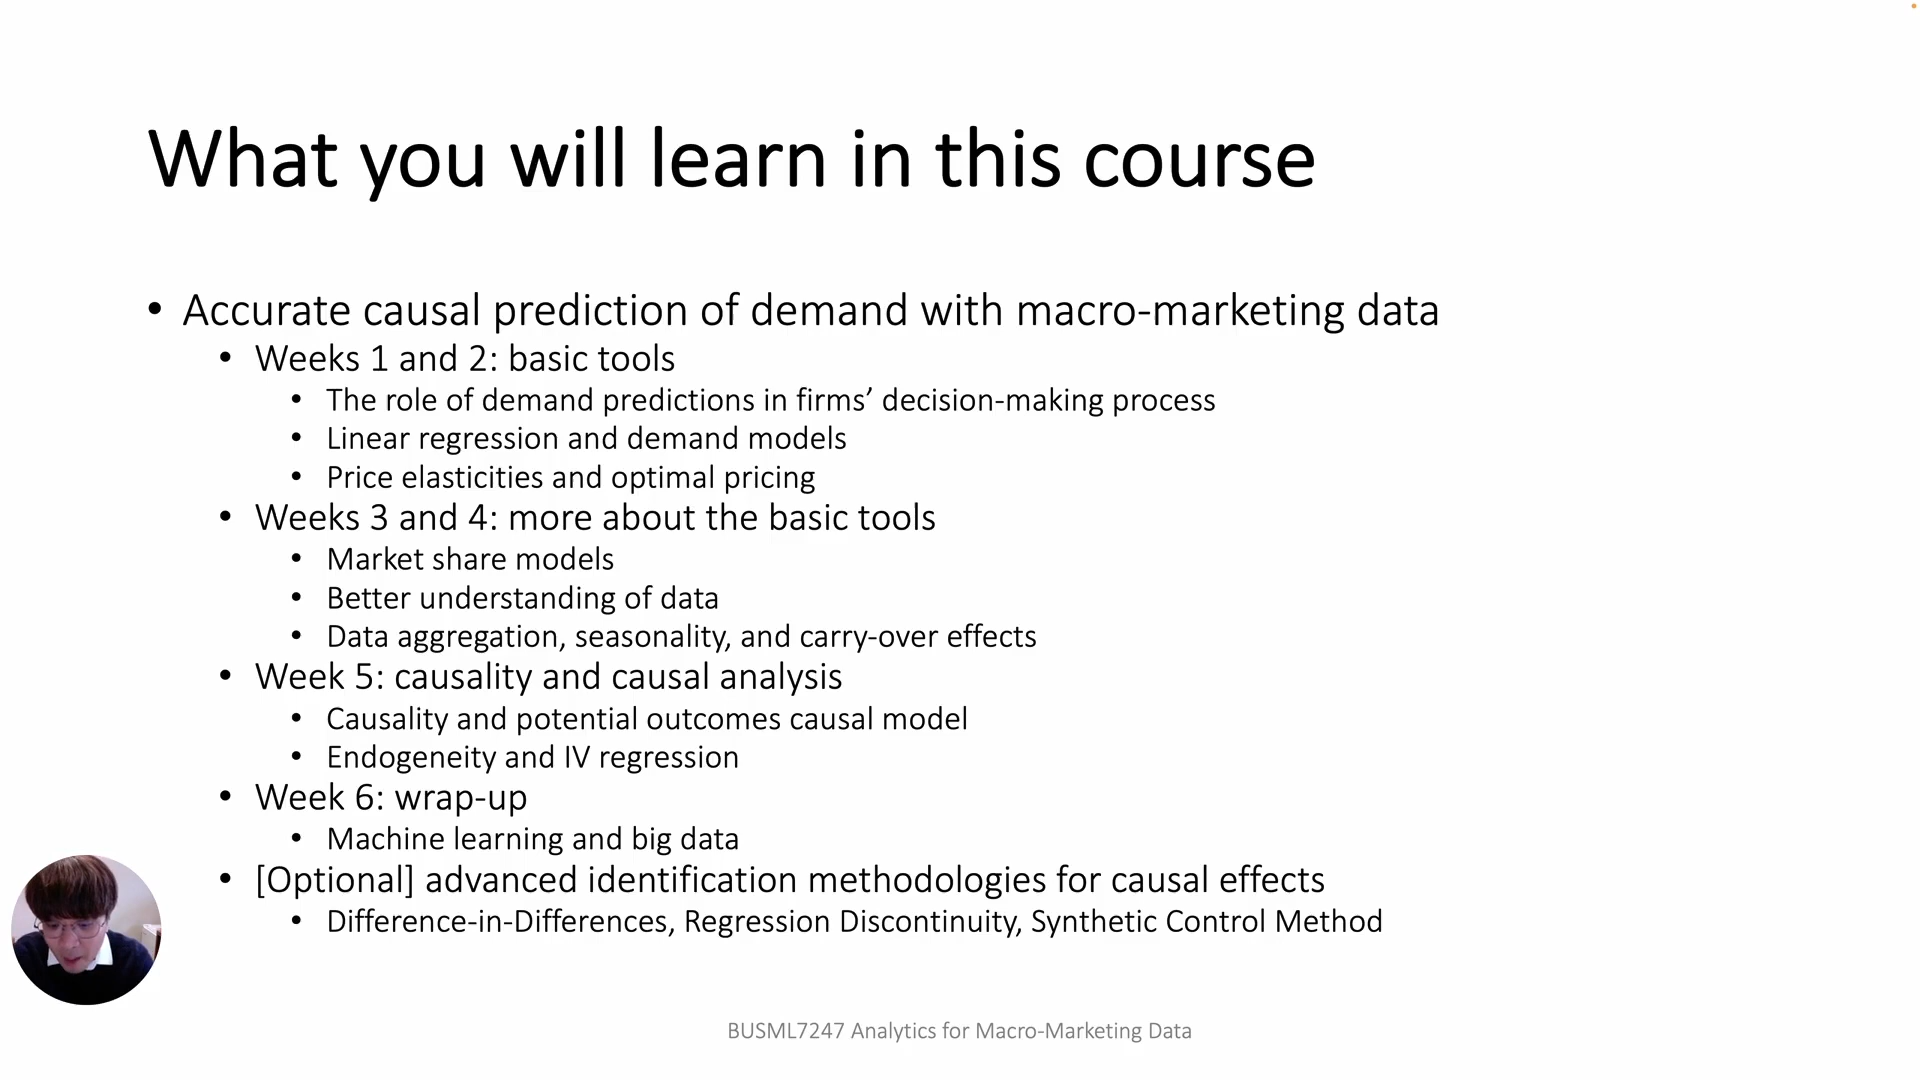 What you will learn in this course
• Accurate causal prediction of demand with macro-marketing data
• Weeks 1 and 2: basic tools
• The role of demand predictions in firms’ decision-making process
• Linear regression and demand models
• Price elasticities and optimal pricing
• Weeks 3 and 4: more about the basic tools
• Market share models
• Better understanding of data
• Data aggregation, seasonality, and carry-over effects
• Week 5: causality and causal analysis
• Causality and potential outcomes causal model
• Endogeneity and IV regression
• Week 6: wrap-up
• Machine learning and big data
• [Optional] advanced identification methodologies for causal effects
• Difference-in-Differences, Regression Discontinuity, Synthetic Control Method
BUSML7247 Analytics for Macro-Marketing Data